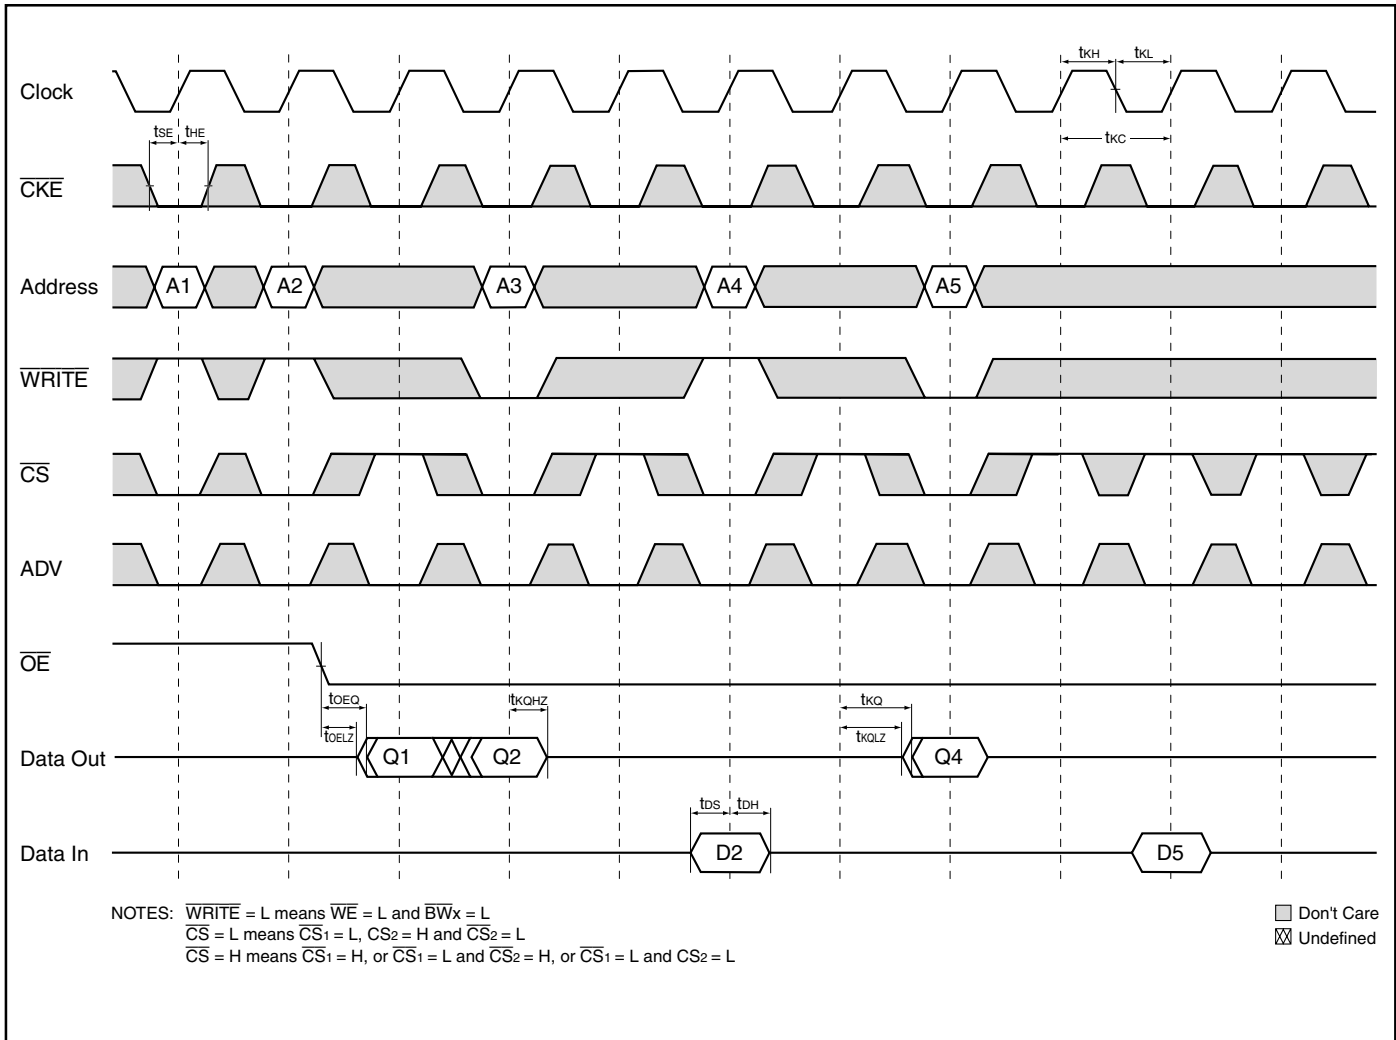 tKH tKL
Clock
tSE tHE
tKC
CKE
Address A1 A2 A3 A4 A5
WRITE
CS
ADV
OE
tOEQ tKQHZ tKQ
tOELZ tKQLZ
Data Out Q1 Q2 Q4
tDS tDH
Data In D2 D5
NOTES: WRITE = L means WE = L and BWx = L
CS = L means CS1 = L, CS2 = H and CS2 = L
CS = H means CS1 = H, or CS1 = L and CS2 = H, or CS1 = L and CS2 = L
Don't Care
Undefined